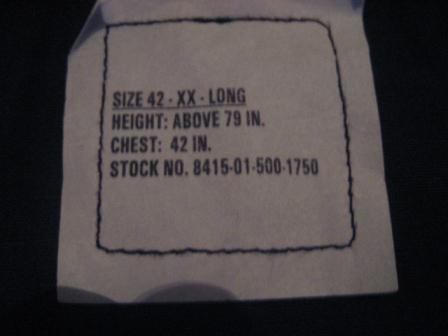 SIZE 42 - XX - LONG
HEIGHT: ABOVE 79 IN.
CHEST: 42 IN.
STOCK NO. 8415-01-500-1750